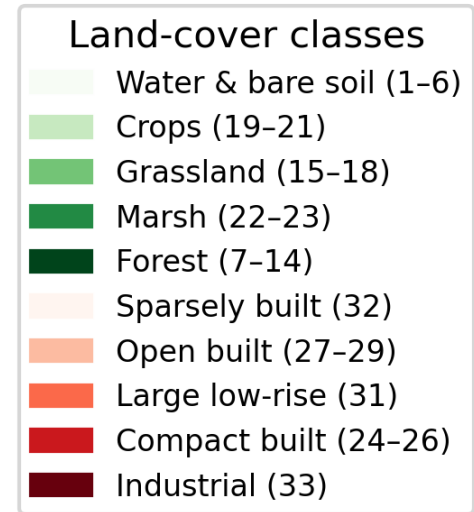 Land-cover classes
Water & bare soil (1–6)
Crops (19–21)
Grassland (15–18)
Marsh (22–23)
Forest (7–14)
Sparsely built (32)
Open built (27–29)
Large low-rise (31)
Compact built (24–26)
Industrial (33)